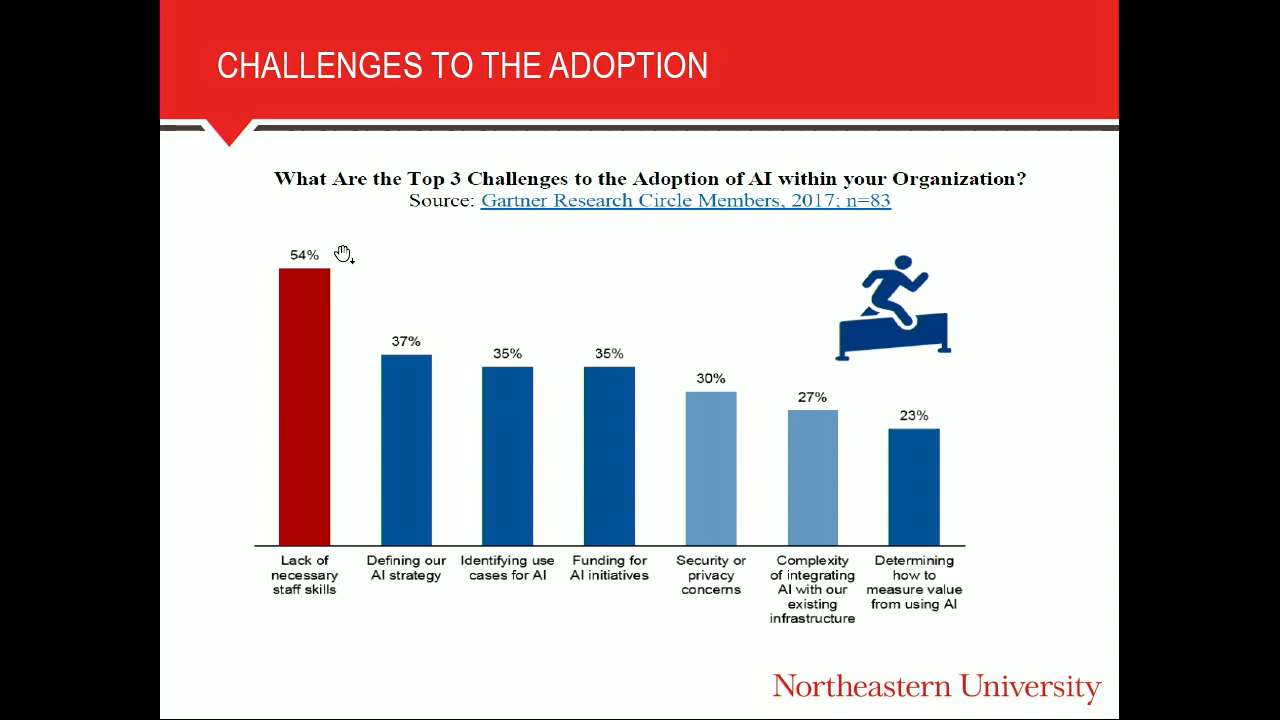 CHALLENGES TO THE ADOPTION
What Are the Top 3 Challenges to the Adoption of AI within your Organization?
Source: Gartner Research Circle Members, 2017; n=83
54%
37%
35%
35%
30%
27%
23%
Lack of
necessary
staff skills
Defining our
AI strategy
Identifying use
cases for AI
Funding for
AI initiatives
Security or
privacy
concerns
Complexity
of integrating
AI with our
existing
infrastructure
Determining
how to
measure value
from using AI
Northeastern University